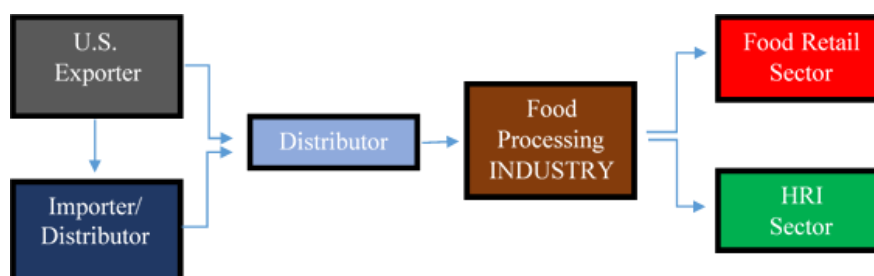 U.S.
Exporter
Importer/
Distributor
Distributor
Food
Processing
INDUSTRY
Food Retail
Sector
HRI
Sector